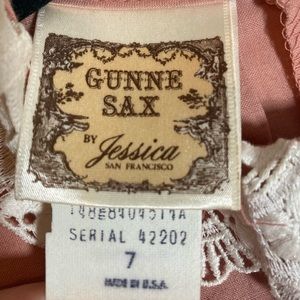 GUNNE
SAX
BY
Jessica
SAN FRANCISCO
SERIAL 42202
7
MADE IN U.S.A.